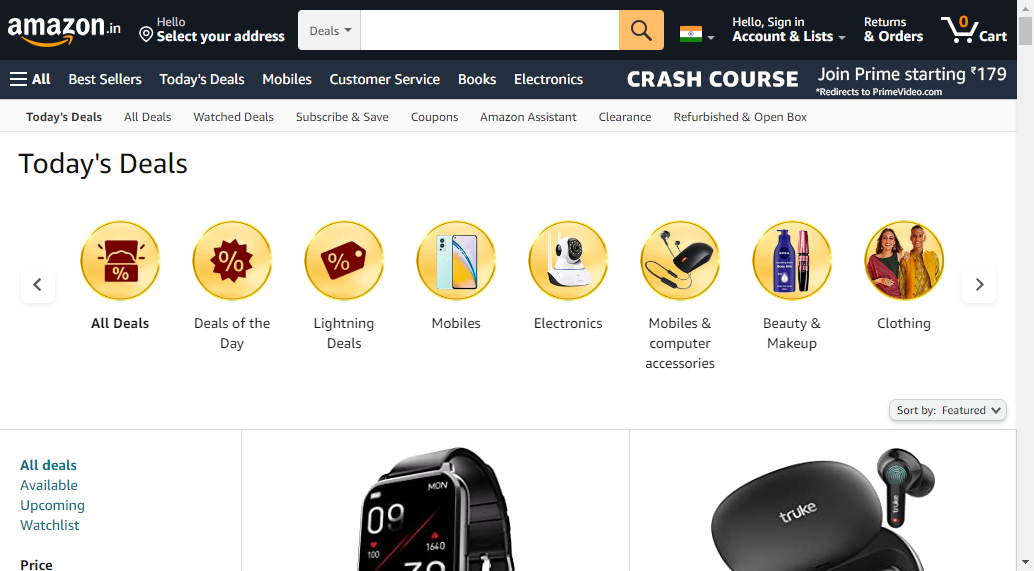 amazon.in
Hello
Select your address
Deals
Hello, Sign in
Account & Lists
Returns
& Orders
0
Cart
All
Best Sellers
Today's Deals
Mobiles
Customer Service
Books
Electronics
CRASH COURSE
Join Prime starting ₹179
*Redirects to PrimeVideo.com
Today's Deals
All Deals
Watched Deals
Subscribe & Save
Coupons
Amazon Assistant
Clearance
Refurbished & Open Box
Today's Deals
%
%
%
All Deals
Deals of the
Day
Lightning
Deals
Mobiles
Electronics
Mobiles &
computer
accessories
Beauty &
Makeup
Clothing
Sort by: Featured
All deals
Available
Upcoming
Watchlist
Price
MON
09
100
1640
truke
truke